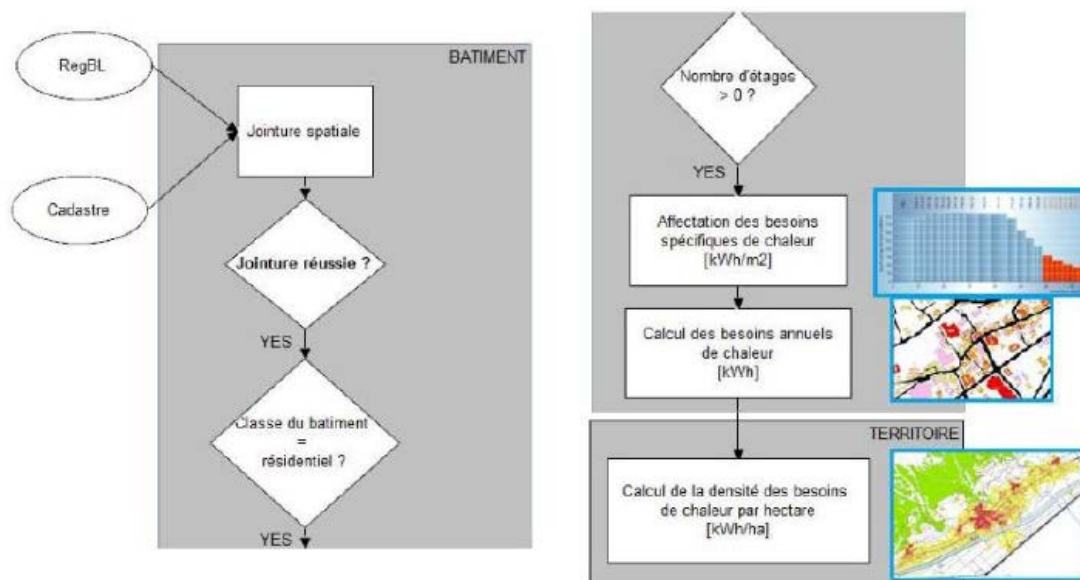 BATIMENT
RegBL
Jointure spatiale
Cadastre
Jointure réussie ?
YES
Classe du batiment
=
résidentiel ?
YES
Nombre d'étages
> 0 ?
YES
Affectation des besoins
spécifiques de chaleur
[kWh/m2]
Calcul des besoins annuels
de chaleur
[kWh]
TERRITOIRE
Calcul de la densité des besoins
de chaleur par hectare
[kWh/ha]